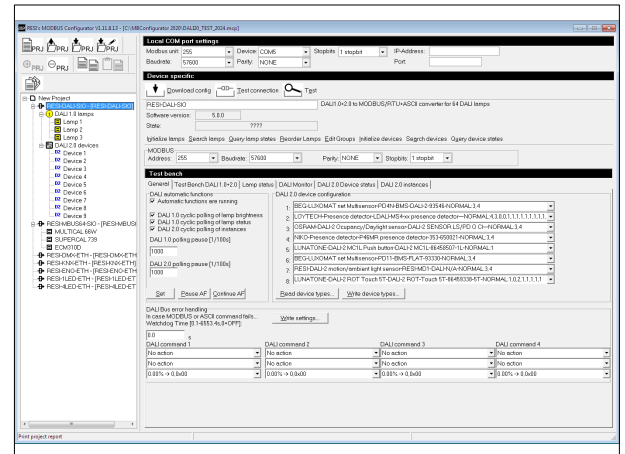 RESI's MODBUS Configurator V1.11.8.13 - [C:\MBConfigurator 2020\DALI20_TEST_2024.mcp]
PRJ PRJ PRJ PRJ
PRJ PRJ
New Project
RESI-DALI-SIO - [RESI-DALI-SIO]
DALI 1.0 lamps
Lamp 1
Lamp 2
Lamp 3
DALI 2.0 devices
Device 1
Device 2
Device 3
Device 4
Device 5
Device 6
Device 7
Device 8
Device 9
RESI-MBUS64-SIO - [RESI-MBUS
MULTICAL 66W
SUPERCAL 739
ECM310D
RESI-DMX-ETH - [RESI-DMX-ETH
RESI-KNX-ETH - [RESI-KNX-ETH]
RESI-ENO-ETH - [RESI-ENO-ETH
RESI-1LED-ETH - [RESI-1LED-ET
RESI-4LED-ETH - [RESI-4LED-ET
Local COM port settings
Modbus unit: 255 Device: COM5 Stopbits 1 stopbit IP-Address:
Baudrate: 57600 Parity: NONE Port
Device specific
Download config Test connection Test
RESI-DALI-SIO DALI1.0+2.0 to MODBUS/RTU+ASCII converter for 64 DALI lamps
Software version: 5.0.0
State: ????
Initialize lamps Search lamps Query lamp states Reorder Lamps Edit Groups Initialize devices Search devices Query device states
MODBUS
Address: 255 Baudrate: 57600 Parity: NONE Stopbits: 1 stopbit
Test bench
General Test Bench DALI 1.0+2.0 Lamp status DALI Monitor DALI 2.0 Device status DALI 2.0 instances
DALI automatic functions
Automatic functions are running
DALI 1.0 cyclic polling of lamp brightness
DALI 1.0 cyclic polling of lamp status
DALI 2.0 cyclic polling of instances
DALI 1.0 polling pause [1/100s]
1000
DALI 2.0 polling pause [1/100s]
1000
Set Pause AF Continue AF
DALI 2.0 device configuration
1: BEG-LUXOMAT net Multisensor-PD4N-BMS-DALI-2-93546-NORMAL:3.4
2: LOYTECH-Presence detector-LDALI-MS4-xx presence detector---NORMAL:4,3,0,0,1,1,1,1,1,1,1,1,
3: OSRAM-DALI-2 Ocupancy/Daylight sensor-DALI-2 SENSOR LS/PD O CI---NORMAL:3.4
4: NIKO-Presence detector-P46MR presence detector-353-650021-NORMAL:3.4
5: LUNATONE-DALI-2 MC1L Push button-DALI-2 MC1L-86458507-1L-NORMAL:1
6: BEG-LUXOMAT net Multisensor-PD11-BMS-FLAT-93330-NORMAL:3.4
7: RESI-DALI-2 motion/ambient light sensor-RESI-MD1-DALI-N/A-NORMAL:3.4
8: LUNATONE-DALI-2 ROT Touch 5T-DALI-2 ROT-Touch 5T-86459338-5T-NORMAL:1,0,2,1,1,1,1,1
Read device types... Write device types...
DALI Bus error handling
In case MODBUS or ASCII command fails...
Watchdog Time [0.1-6553.4s,0=OFF]:
0.0 s
Write settings...
DALI command 1 DALI command 2 DALI command 3 DALI command 4
No action No action No action No action
No action No action No action No action
0.00% -> 0,0x00 0.00% -> 0,0x00 0.00% -> 0,0x00 0.00% -> 0,0x00
Print project report